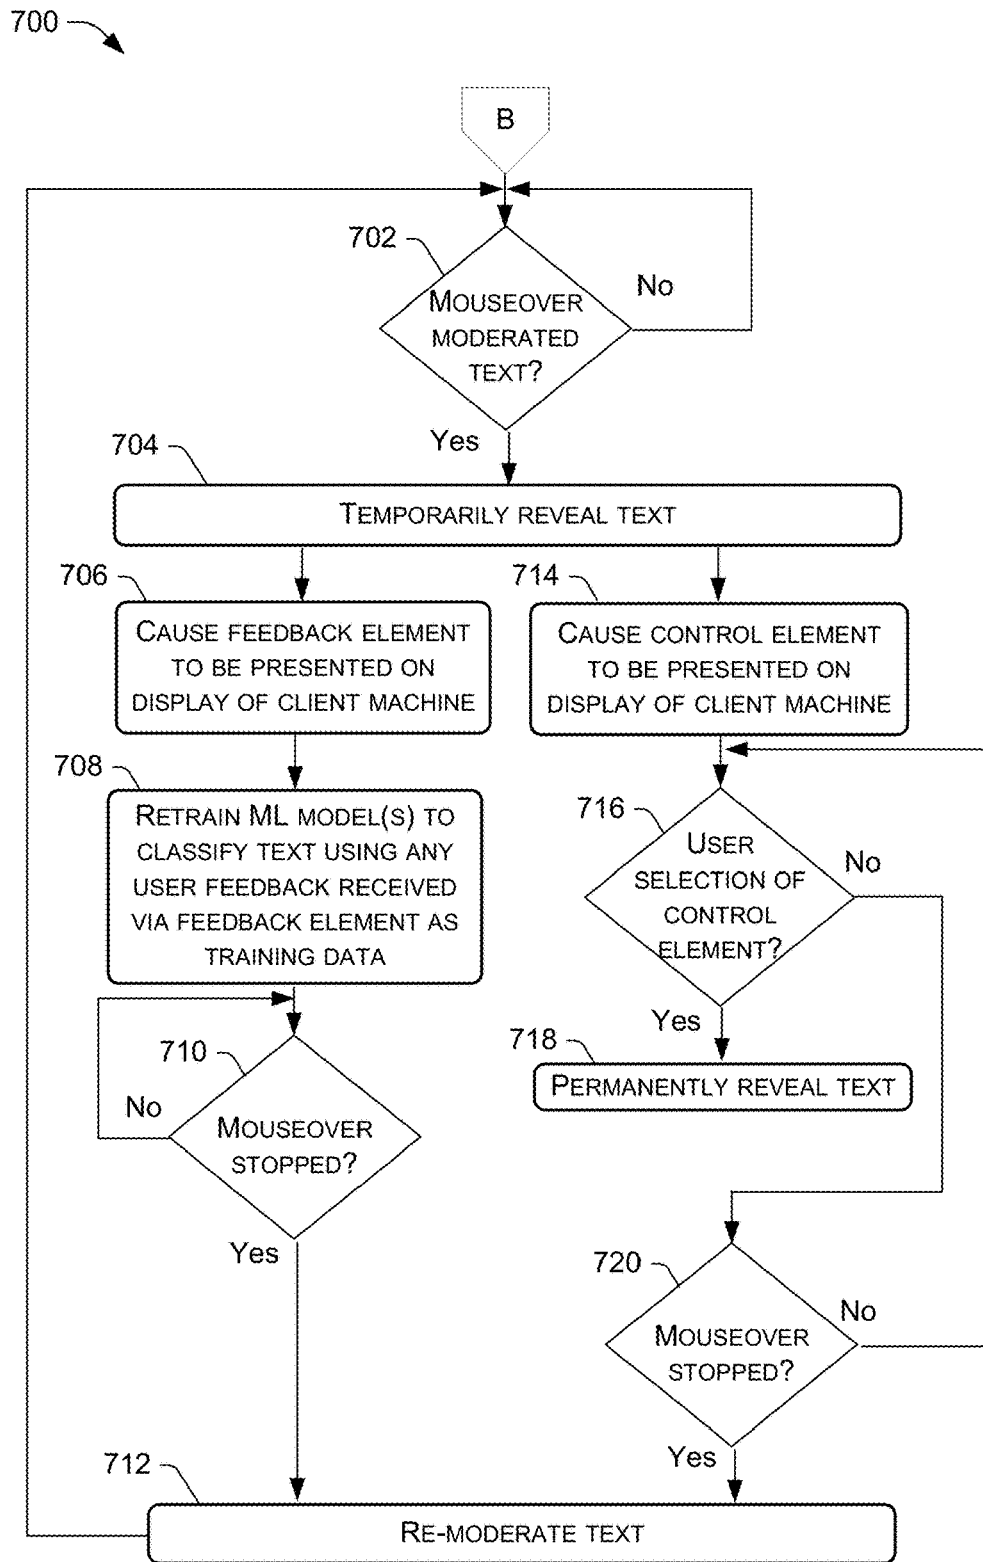 700
B
702
MOUSEOVER
MODERATED
TEXT?
No
Yes
704
TEMPORARILY REVEAL TEXT
706
CAUSE FEEDBACK ELEMENT
TO BE PRESENTED ON
DISPLAY OF CLIENT MACHINE
714
CAUSE CONTROL ELEMENT
TO BE PRESENTED ON
DISPLAY OF CLIENT MACHINE
708
RETRAIN ML MODEL(S) TO
CLASSIFY TEXT USING ANY
USER FEEDBACK RECEIVED
VIA FEEDBACK ELEMENT AS
TRAINING DATA
716
USER
SELECTION OF
CONTROL
ELEMENT?
No
Yes
718
PERMANENTLY REVEAL TEXT
710
No
MOUSEOVER
STOPPED?
Yes
720
MOUSEOVER
STOPPED?
No
Yes
712
RE-MODERATE TEXT